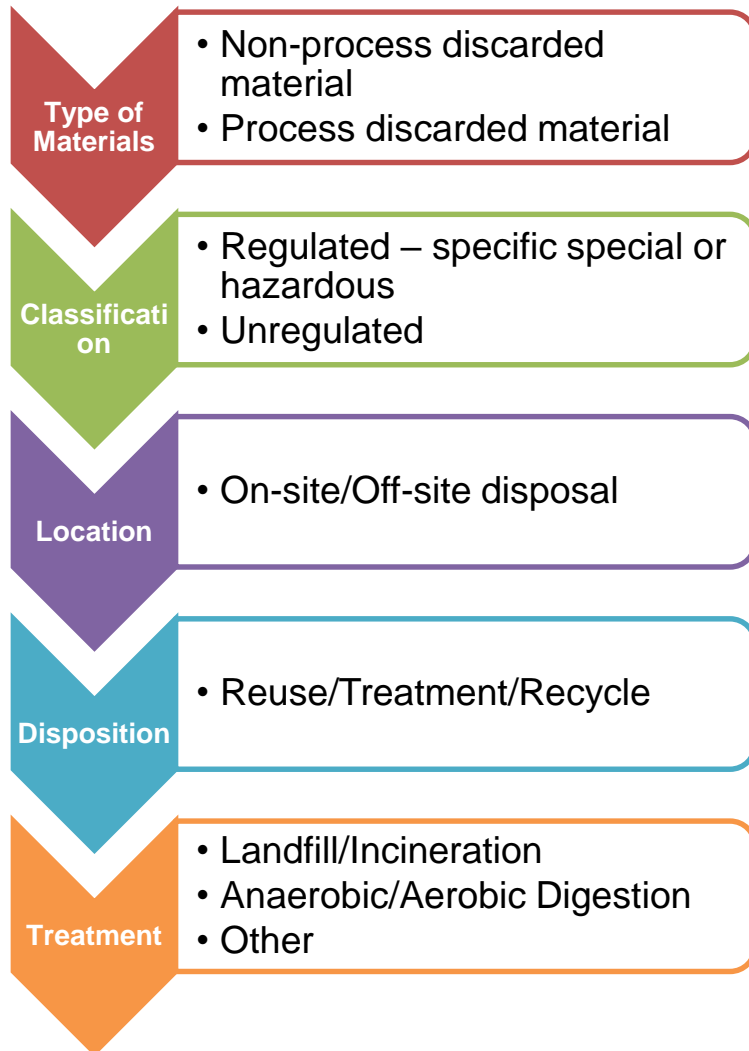 Type of
Materials
• Non-process discarded
material
• Process discarded material
Classificati
on
• Regulated – specific special or
hazardous
• Unregulated
Location
• On-site/Off-site disposal
Disposition
• Reuse/Treatment/Recycle
Treatment
• Landfill/Incineration
• Anaerobic/Aerobic Digestion
• Other